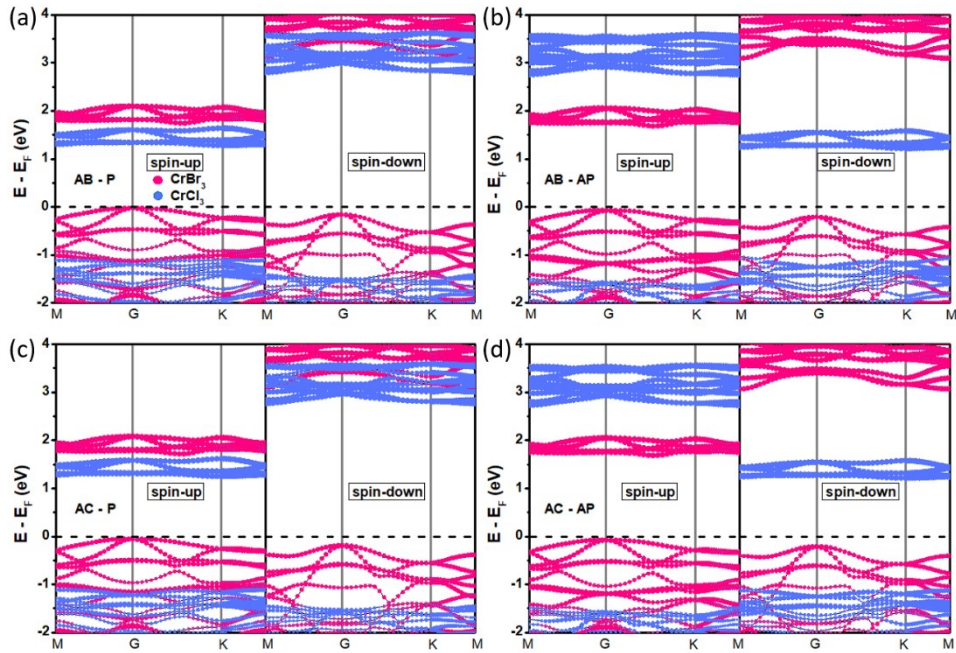 (a)
E - E_F (eV)
4
3
2
1
0
-1
-2
spin-up
CrBr₃
CrCl₃
AB - P
spin-down
M G K M G K M
(b)
E - E_F (eV)
4
3
2
1
0
-1
-2
spin-up
AB - AP
spin-down
M G K M G K M
(c)
E - E_F (eV)
4
3
2
1
0
-1
-2
spin-up
AC - P
spin-down
M G K M G K M
(d)
E - E_F (eV)
4
3
2
1
0
-1
-2
spin-up
AC - AP
spin-down
M G K M G K M